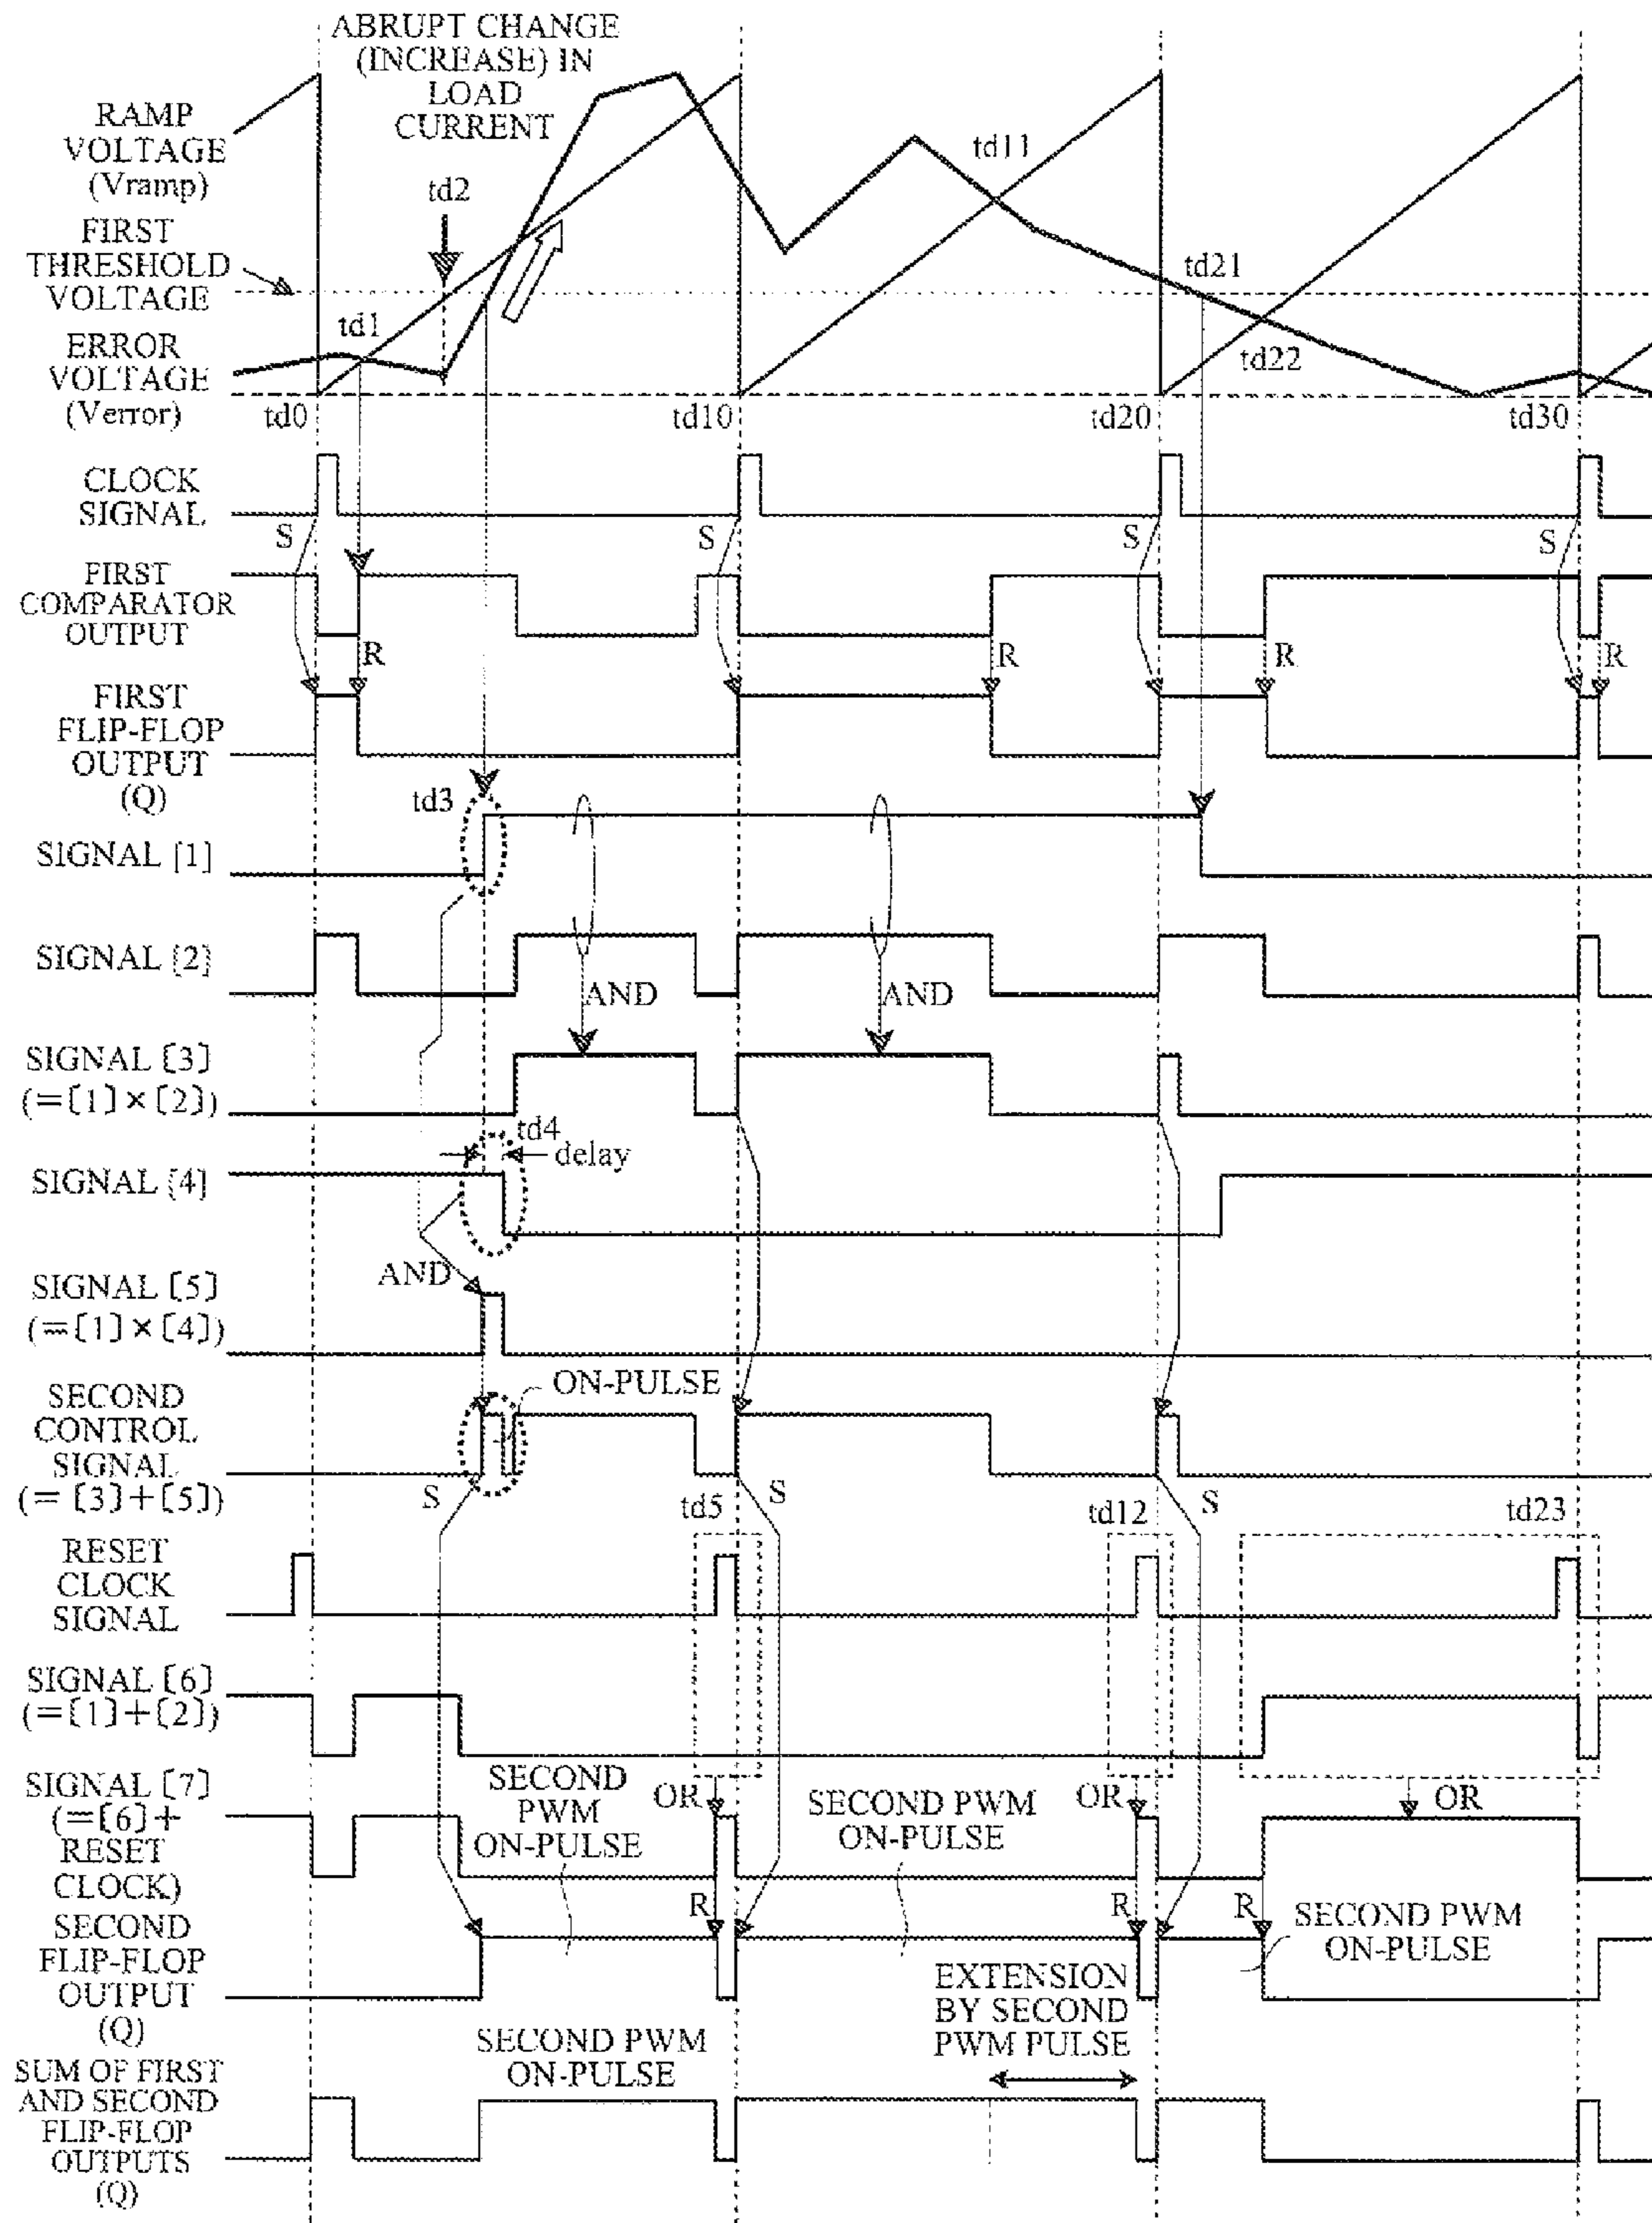 ABRUPT CHANGE
(INCREASE) IN
LOAD
CURRENT
RAMP
VOLTAGE
(Vramp)
td11
td2
FIRST
THRESHOLD
VOLTAGE
td21
td1
ERROR
VOLTAGE
(Verror)
td22
td0
td10
td20
td30
CLOCK
SIGNAL
S
S
S
S
FIRST
COMPARATOR
OUTPUT
R
R
R
R
FIRST
FLIP-FLOP
OUTPUT
(Q)
td3
SIGNAL [1]
SIGNAL [2]
AND
AND
SIGNAL [3]
(=[1]×[2])
td4
delay
SIGNAL [4]
AND
SIGNAL [5]
(=[1]×[4])
ON-PULSE
SECOND
CONTROL
SIGNAL
(= [3]+[5])
S
S
S
td5
td12
td23
RESET
CLOCK
SIGNAL
SIGNAL [6]
(=[1]+[2])
SIGNAL [7]
(=[6]+
RESET
CLOCK)
SECOND
PWM
ON-PULSE
OR
SECOND PWM
ON-PULSE
OR
OR
R
R
R
SECOND PWM
ON-PULSE
SECOND
FLIP-FLOP
OUTPUT
(Q)
EXTENSION
BY SECOND
PWM PULSE
SECOND PWM
ON-PULSE
SUM OF FIRST
AND SECOND
FLIP-FLOP
OUTPUTS
(Q)